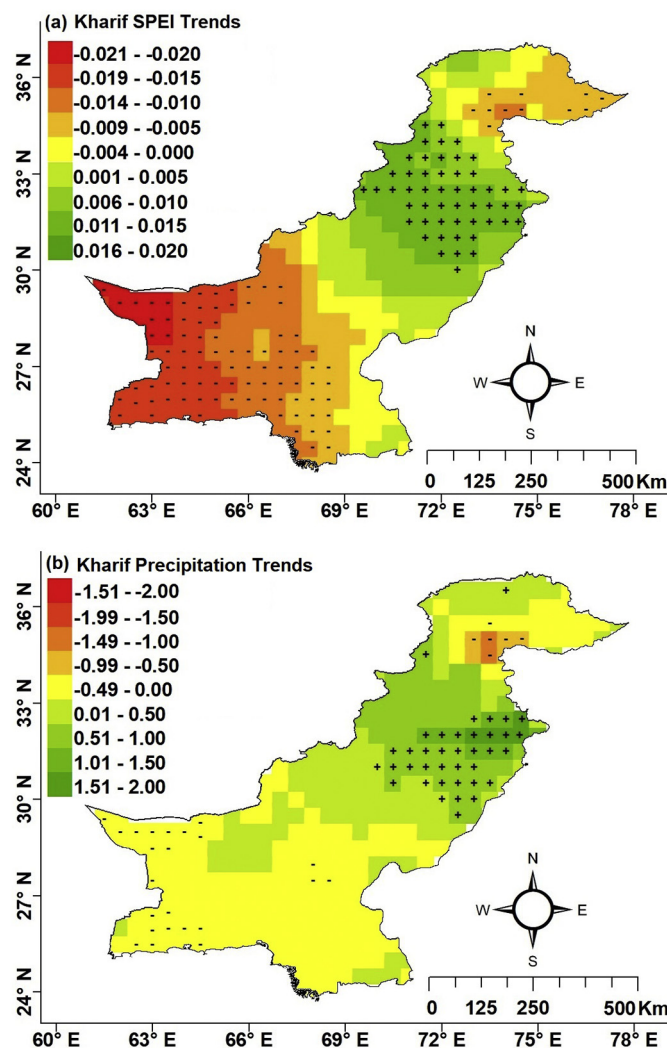 (a) Kharif SPEI Trends
-0.021 - -0.020
-0.019 - -0.015
-0.014 - -0.010
-0.009 - -0.005
-0.004 - 0.000
0.001 - 0.005
0.006 - 0.010
0.011 - 0.015
0.016 - 0.020
36° N
33° N
30° N
27° N
24° N
N
W
E
S
0 125 250 500 Km
60° E 63° E 66° E 69° E 72° E 75° E 78° E
(b) Kharif Precipitation Trends
-1.51 - -2.00
-1.99 - -1.50
-1.49 - -1.00
-0.99 - -0.50
-0.49 - 0.00
0.01 - 0.50
0.51 - 1.00
1.01 - 1.50
1.51 - 2.00
36° N
33° N
30° N
27° N
24° N
N
W
E
S
0 125 250 500 Km
60° E 63° E 66° E 69° E 72° E 75° E 78° E